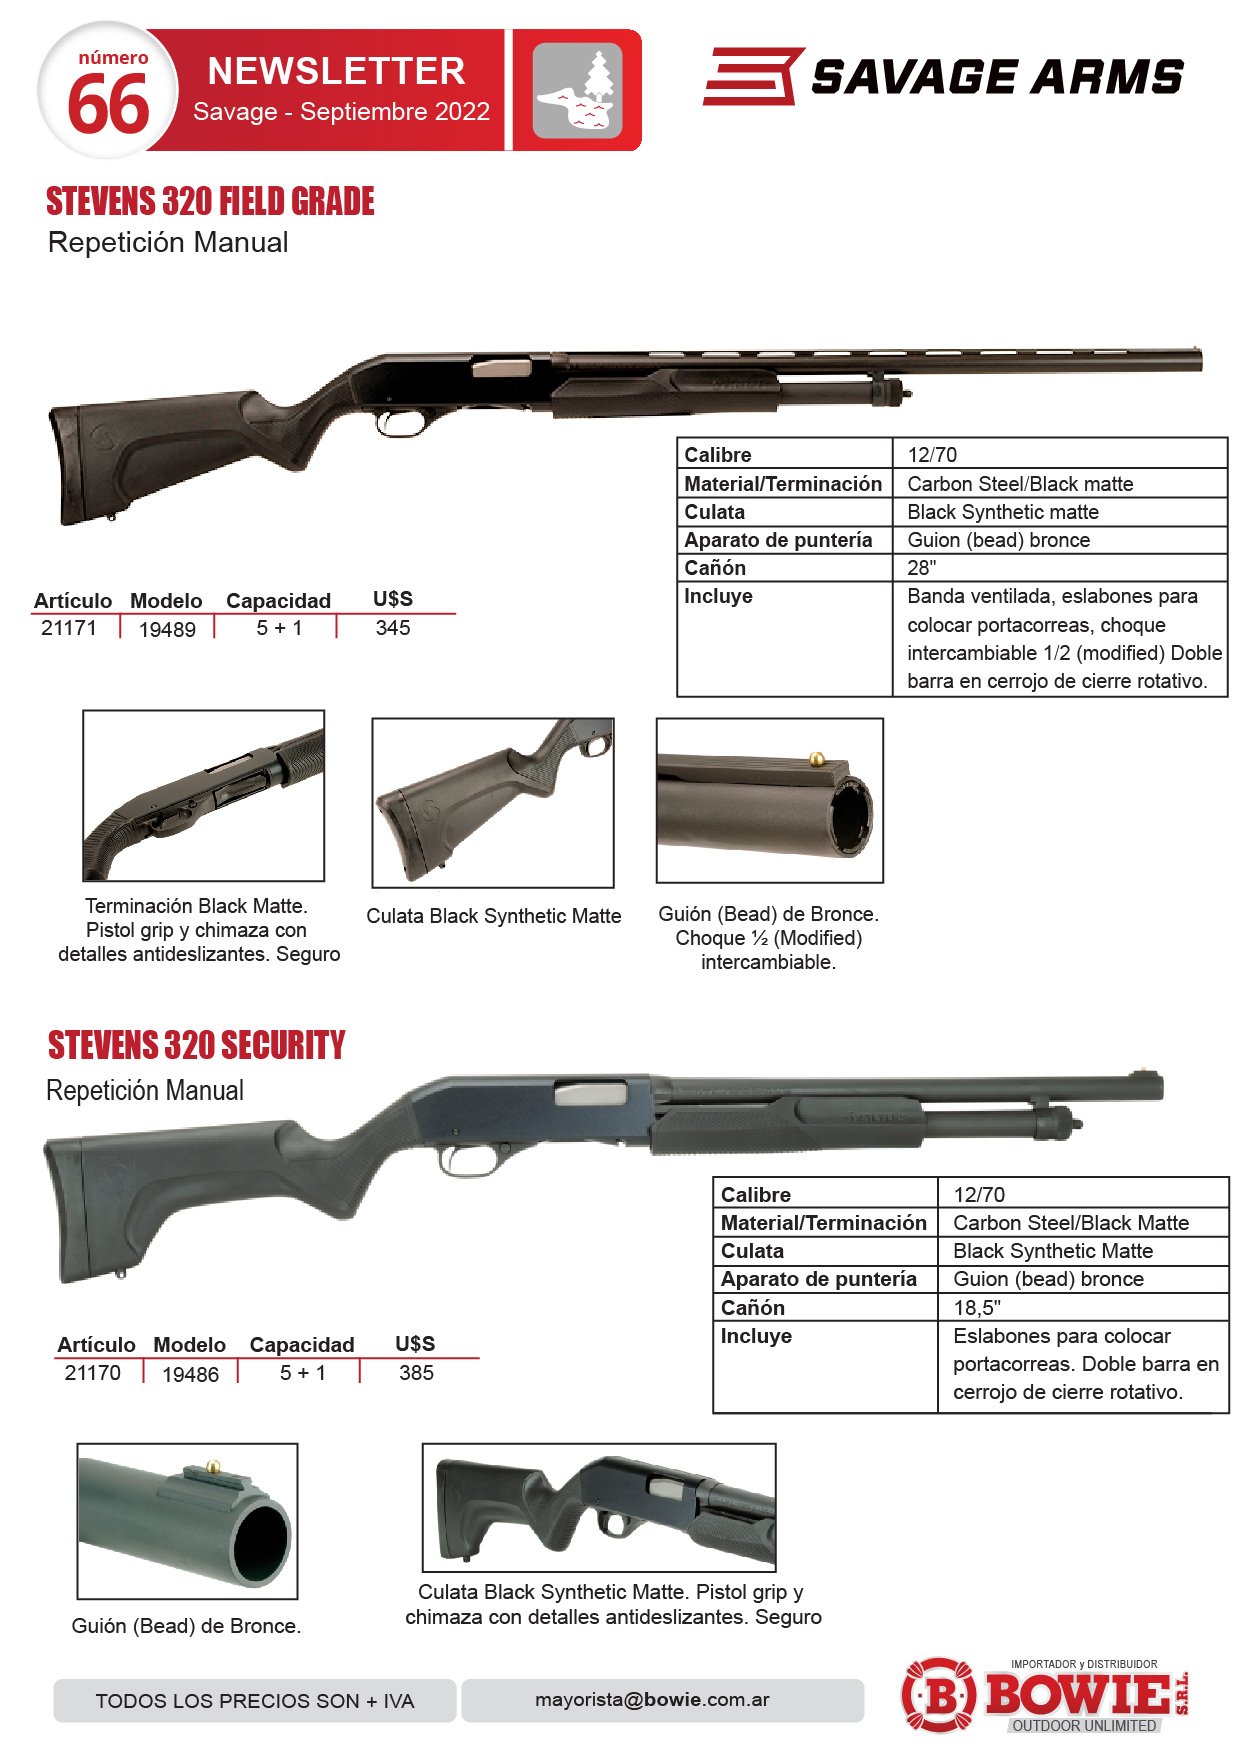 número
66
NEWSLETTER
Savage - Septiembre 2022
SAVAGE ARMS
STEVENS 320 FIELD GRADE
Repetición Manual
Calibre 12/70
Material/Terminación Carbon Steel/Black matte
Culata Black Synthetic matte
Aparato de puntería Guion (bead) bronce
Cañón 28"
Incluye Banda ventilada, eslabones para
colocar portacorreas, choque
intercambiable 1/2 (modified) Doble
barra en cerrojo de cierre rotativo.
Artículo Modelo Capacidad U$S
21171 19489 5 + 1 345
Terminación Black Matte.
Pistol grip y chimaza con
detalles antideslizantes. Seguro
Culata Black Synthetic Matte
Guión (Bead) de Bronce.
Choque ½ (Modified)
intercambiable.
STEVENS 320 SECURITY
Repetición Manual
Calibre 12/70
Material/Terminación Carbon Steel/Black Matte
Culata Black Synthetic Matte
Aparato de puntería Guion (bead) bronce
Cañón 18,5"
Incluye Eslabones para colocar
portacorreas. Doble barra en
cerrojo de cierre rotativo.
Artículo Modelo Capacidad U$S
21170 19486 5 + 1 385
Guión (Bead) de Bronce.
Culata Black Synthetic Matte. Pistol grip y
chimaza con detalles antideslizantes. Seguro
TODOS LOS PRECIOS SON + IVA
mayorista@bowie.com.ar
IMPORTADOR y DISTRIBUIDOR
B BOWIE S.R.L.
OUTDOOR UNLIMITED